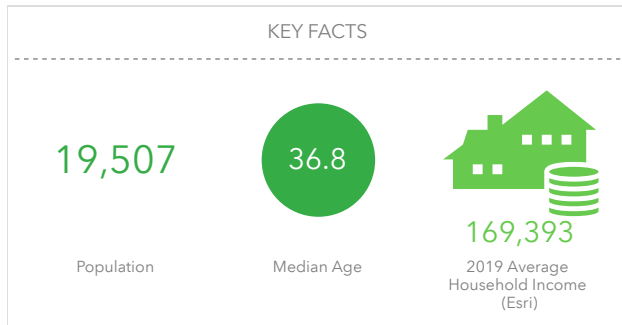 KEY FACTS
19,507
Population
36.8
Median Age
169,393
2019 Average
Household Income
(Esri)